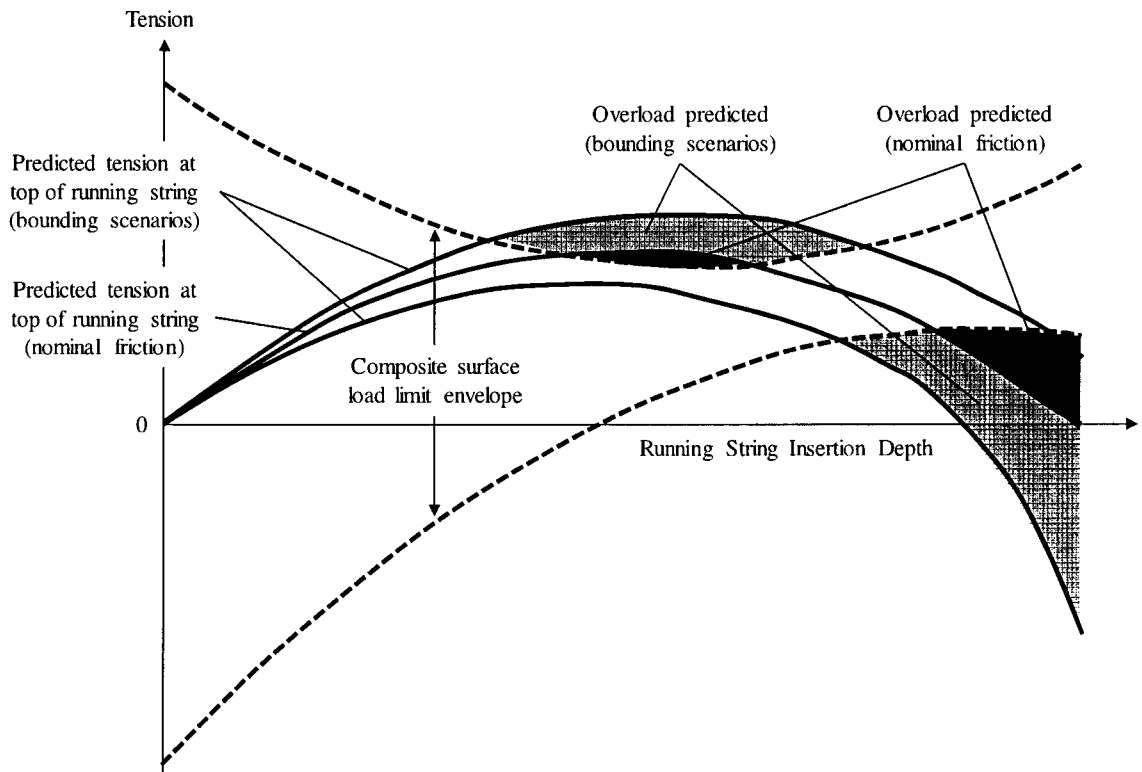 Tension
Overload predicted
(bounding scenarios)
Overload predicted
(nominal friction)
Predicted tension at
top of running string
(bounding scenarios)
Predicted tension at
top of running string
(nominal friction)
Composite surface
load limit envelope
0
Running String Insertion Depth